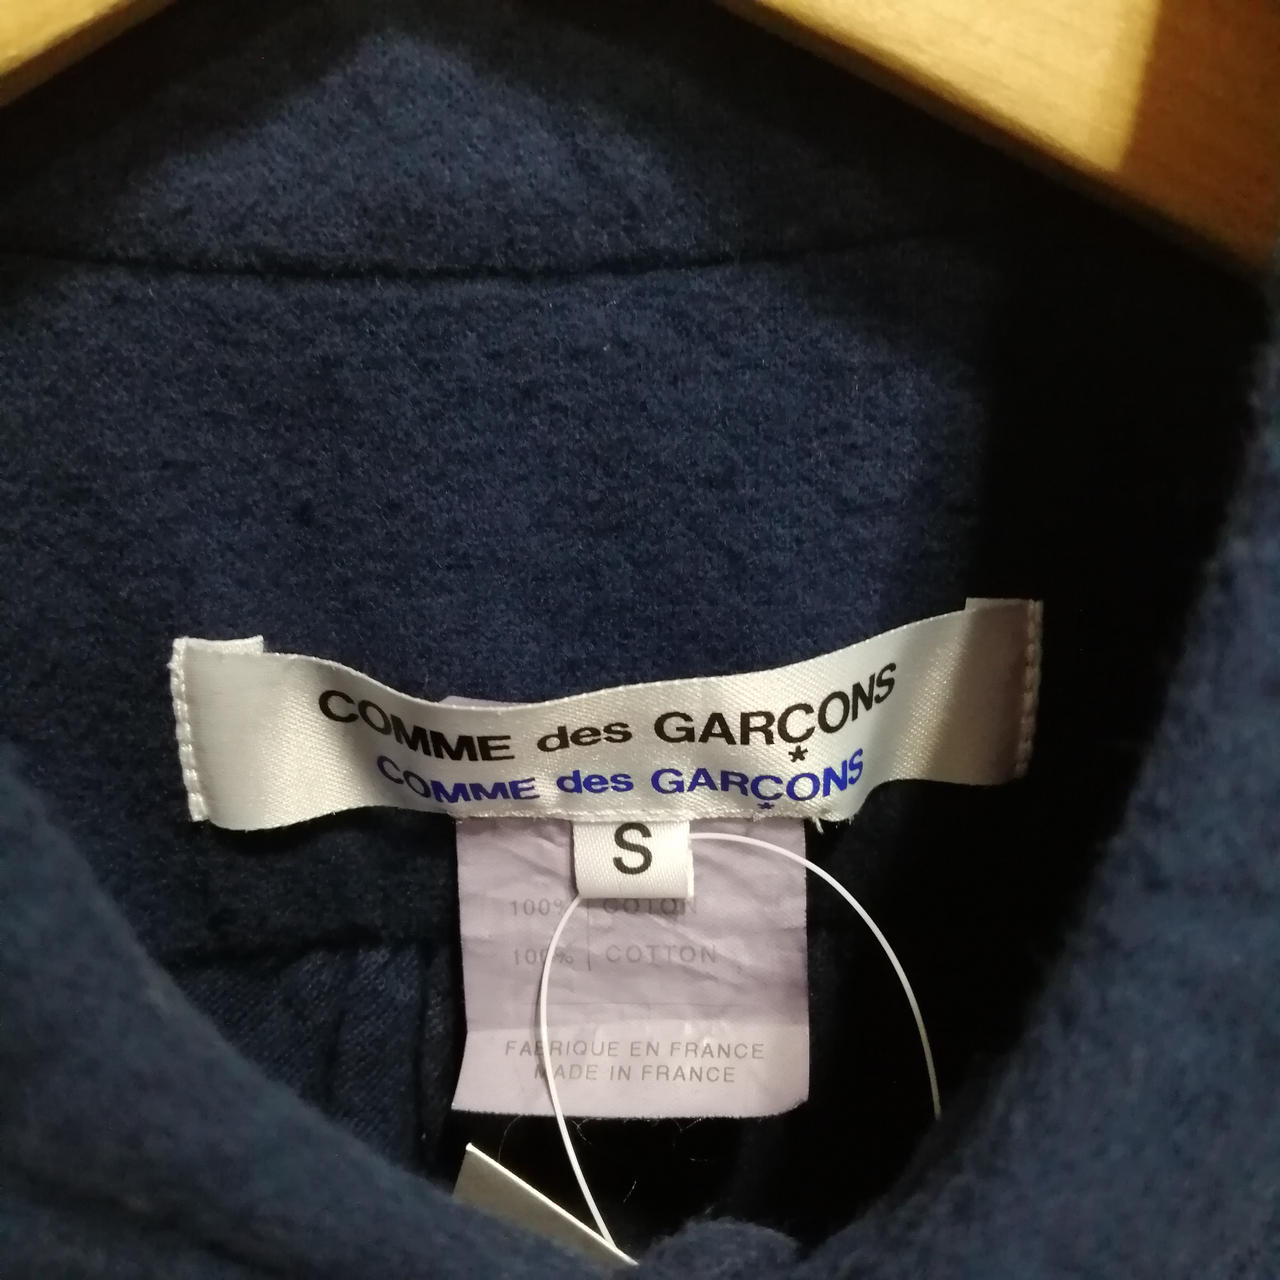 COMME des GARÇONS
COMME des GARÇONS
S
100% | COTON
100% | COTTON
FABRIQUE EN FRANCE
MADE IN FRANCE